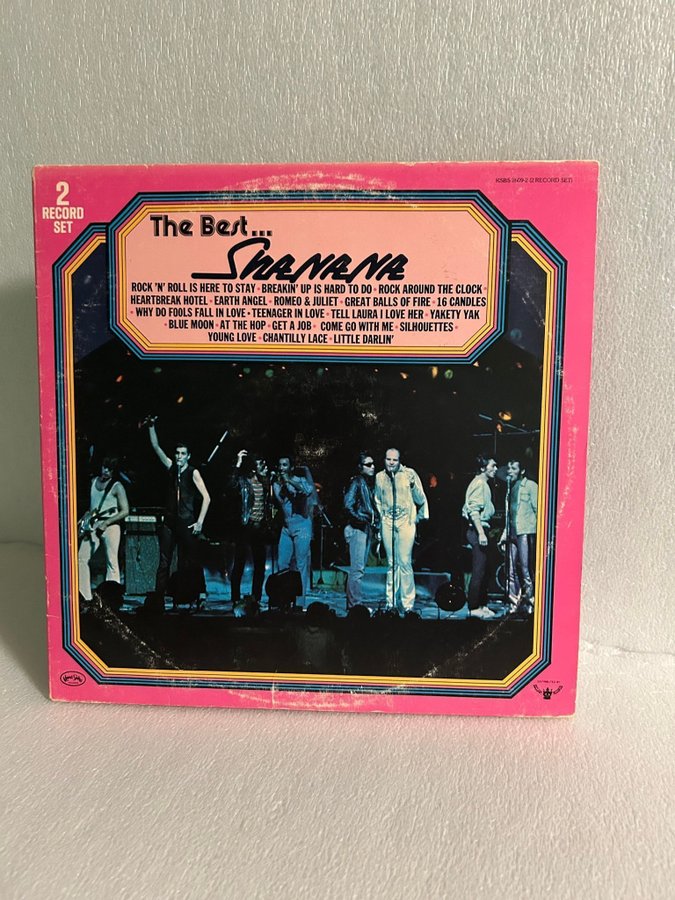 2
RECORD
SET
KSBS 2609-2 (2 RECORD SET)
The Best...
SHANANA
ROCK 'N' ROLL IS HERE TO STAY • BREAKIN' UP IS HARD TO DO • ROCK AROUND THE CLOCK •
HEARTBREAK HOTEL • EARTH ANGEL • ROMEO & JULIET • GREAT BALLS OF FIRE • 16 CANDLES
• WHY DO FOOLS FALL IN LOVE • TEENAGER IN LOVE • TELL LAURA I LOVE HER • YAKETY YAK
• BLUE MOON • AT THE HOP • GET A JOB • COME GO WITH ME • SILHOUETTES •
YOUNG LOVE • CHANTILLY LACE • LITTLE DARLIN'